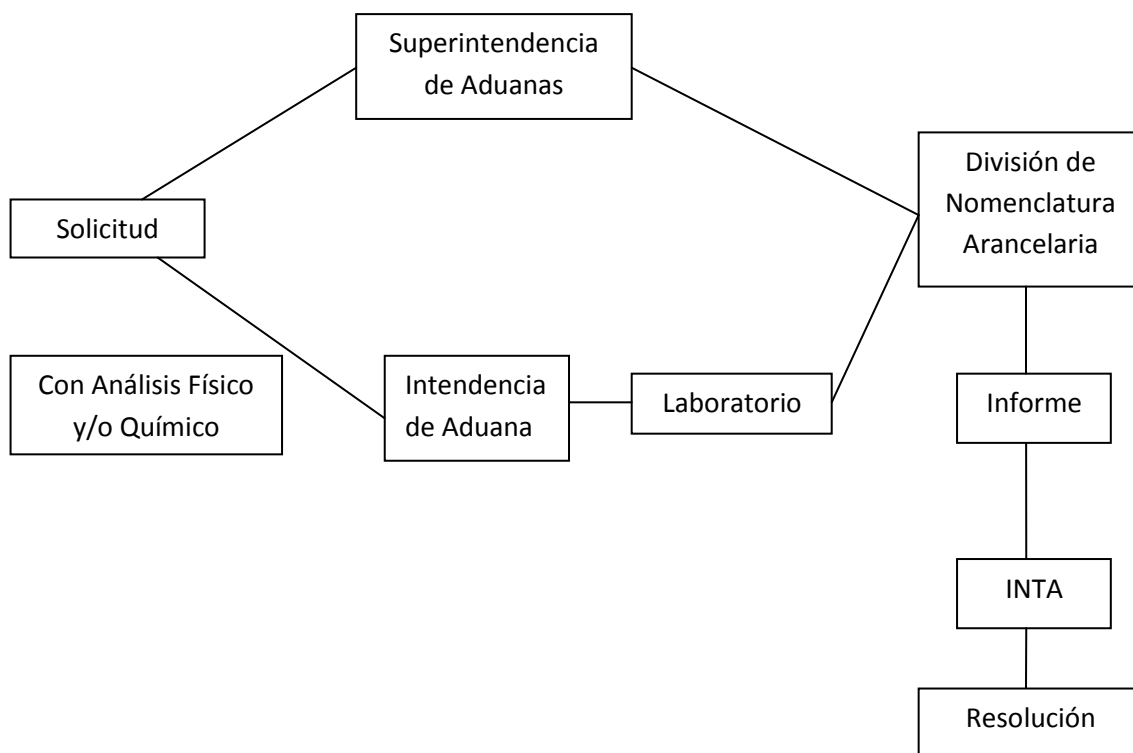 Superintendencia
de Aduanas
División de
Nomenclatura
Arancelaria
Solicitud
Con Análisis Físico
y/o Químico
Intendencia
de Aduana
Laboratorio
Informe
INTA
Resolución